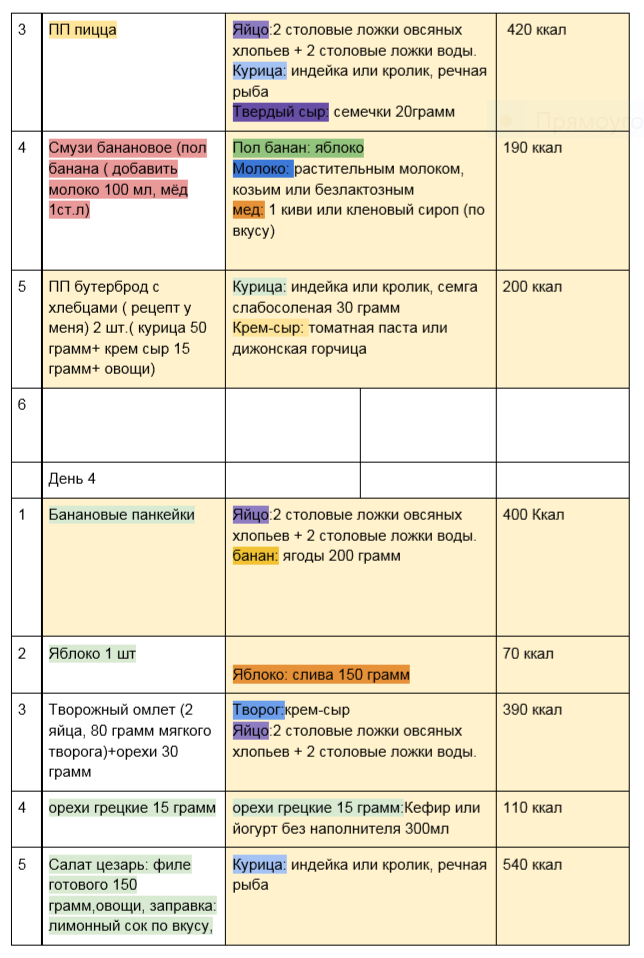 3
ПП пицца
Яйцо:2 столовые ложки овсяных
хлопьев + 2 столовые ложки воды.
Курица: индейка или кролик, речная
рыба
Твердый сыр: семечки 20грамм
420 ккал
Прямоуго
4
Смузи банановое (пол
банана ( добавить
молоко 100 мл, мёд
1ст.л)
Пол банан: яблоко
Молоко: растительным молоком,
козьим или безлактозным
мед: 1 киви или кленовый сироп (по
вкусу)
190 ккал
5
ПП бутерброд с
хлебцами ( рецепт у
меня) 2 шт.( курица 50
грамм+ крем сыр 15
грамм+ овощи)
Курица: индейка или кролик, семга
слабосоленая 30 грамм
Крем-сыр: томатная паста или
дижонская горчица
200 ккал
6
День 4
1
Банановые панкейки
Яйцо:2 столовые ложки овсяных
хлопьев + 2 столовые ложки воды.
банан: ягоды 200 грамм
400 Ккал
2
Яблоко 1 шт
Яблоко: слива 150 грамм
70 ккал
3
Творожный омлет (2
яйца, 80 грамм мягкого
творога)+орехи 30
грамм
Творог:крем-сыр
Яйцо:2 столовые ложки овсяных
хлопьев + 2 столовые ложки воды.
390 ккал
4
орехи грецкие 15 грамм
орехи грецкие 15 грамм:Кефир или
йогурт без наполнителя 300мл
110 ккал
5
Салат цезарь: филе
готового 150
грамм,овощи, заправка:
лимонный сок по вкусу,
Курица: индейка или кролик, речная
рыба
540 ккал